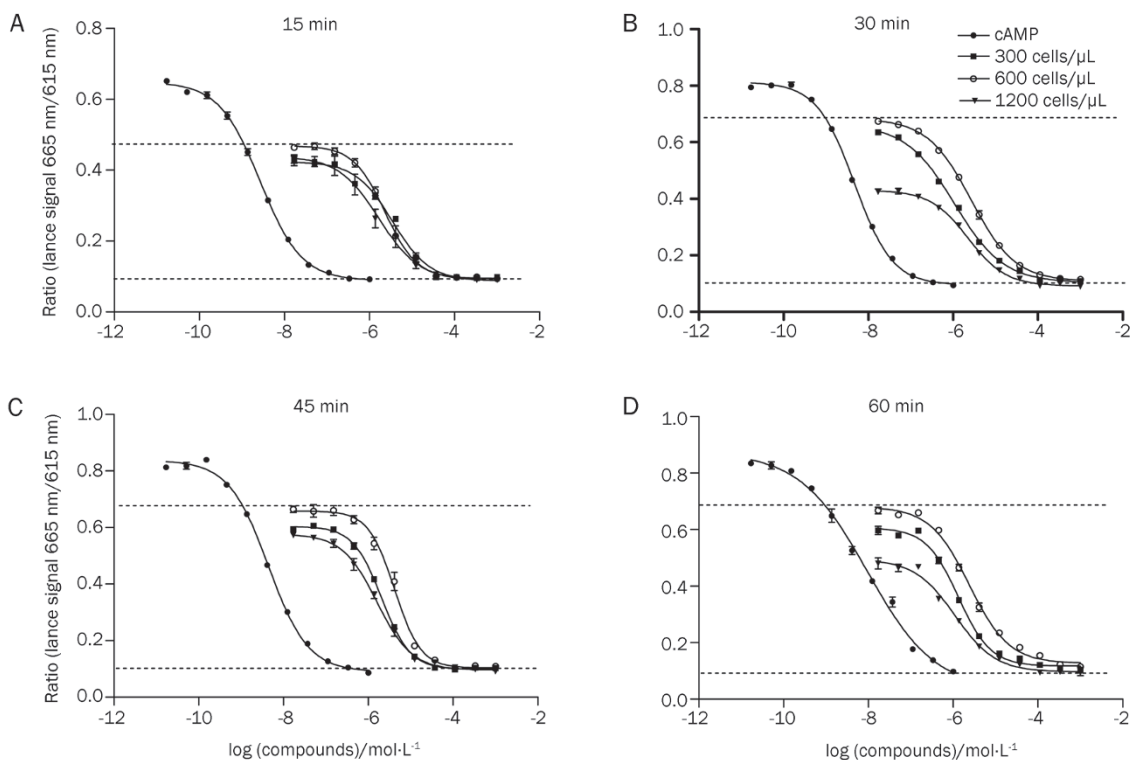 A
15 min
Ratio (lance signal 665 nm/615 nm)
0.8
0.6
0.4
0.2
0.0
-12 -10 -8 -6 -4 -2
B
30 min
cAMP
300 cells/µL
600 cells/µL
1200 cells/µL
1.0
0.8
0.6
0.4
0.2
0.0
-12 -10 -8 -6 -4 -2
C
45 min
Ratio (lance signal 665 nm/615 nm)
1.0
0.8
0.6
0.4
0.2
0.0
-12 -10 -8 -6 -4 -2
log (compounds)/mol·L⁻¹
D
60 min
1.0
0.8
0.6
0.4
0.2
0.0
-12 -10 -8 -6 -4 -2
log (compounds)/mol·L⁻¹